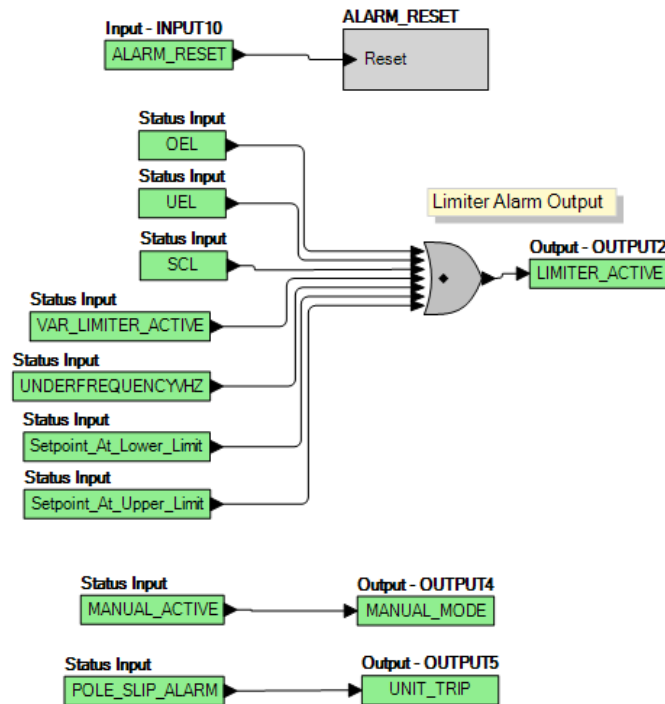 Input - INPUT10
ALARM_RESET
ALARM_RESET
Reset
Status Input
OEL
Status Input
UEL
Limiter Alarm Output
Status Input
SCL
Output - OUTPUT2
LIMITER_ACTIVE
Status Input
VAR_LIMITER_ACTIVE
Status Input
UNDERFREQUENCYVHZ
Status Input
Setpoint_At_Lower_Limit
Status Input
Setpoint_At_Upper_Limit
Status Input
MANUAL_ACTIVE
Output - OUTPUT4
MANUAL_MODE
Status Input
POLE_SLIP_ALARM
Output - OUTPUT5
UNIT_TRIP